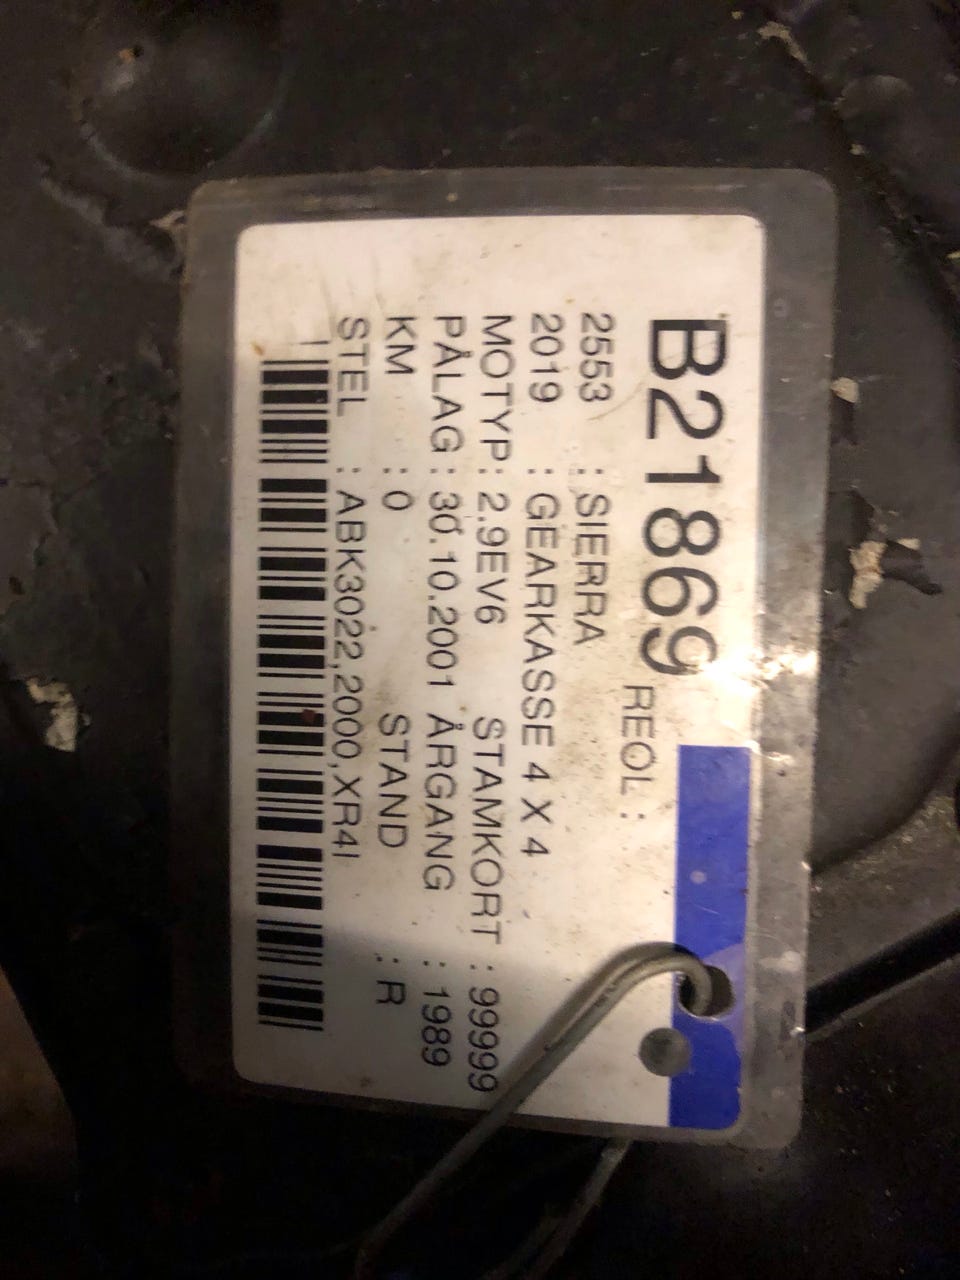 B21869 REOL :
2553 : SIERRA
2019 : GEARKASSE 4 X 4
MOTYP : 2.9EV6 STAMKORT : 99999
PÅLAG : 30.10.2001 ÅRGANG : 1989
KM : 0 STAND : R
STEL : ABK3022,2000,XR4I